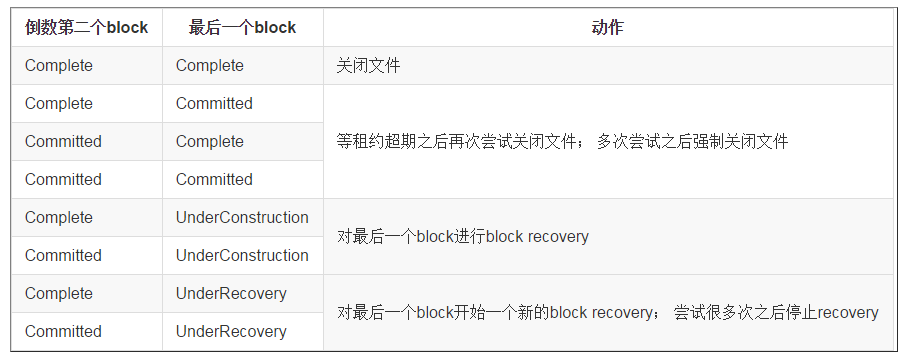 倒数第二个block 最后一个block 动作
Complete Complete 关闭文件
Complete Committed
Committed Complete 等租约超期之后再次尝试关闭文件； 多次尝试之后强制关闭文件
Committed Committed
Complete UnderConstruction
对最后一个block进行block recovery
Committed UnderConstruction
Complete UnderRecovery
对最后一个block开始一个新的block recovery； 尝试很多次之后停止recovery
Committed UnderRecovery